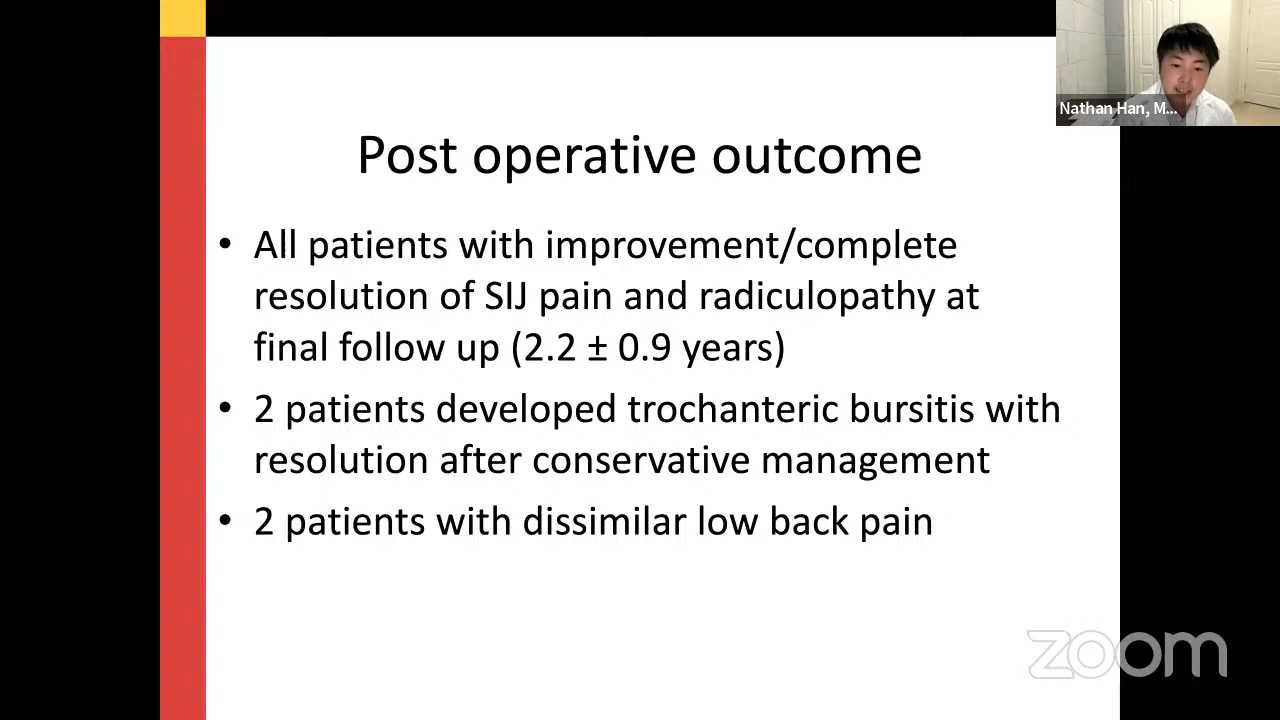 Nathan Han, M...
Post operative outcome
• All patients with improvement/complete
resolution of SIJ pain and radiculopathy at
final follow up (2.2 ± 0.9 years)
• 2 patients developed trochanteric bursitis with
resolution after conservative management
• 2 patients with dissimilar low back pain
zoom